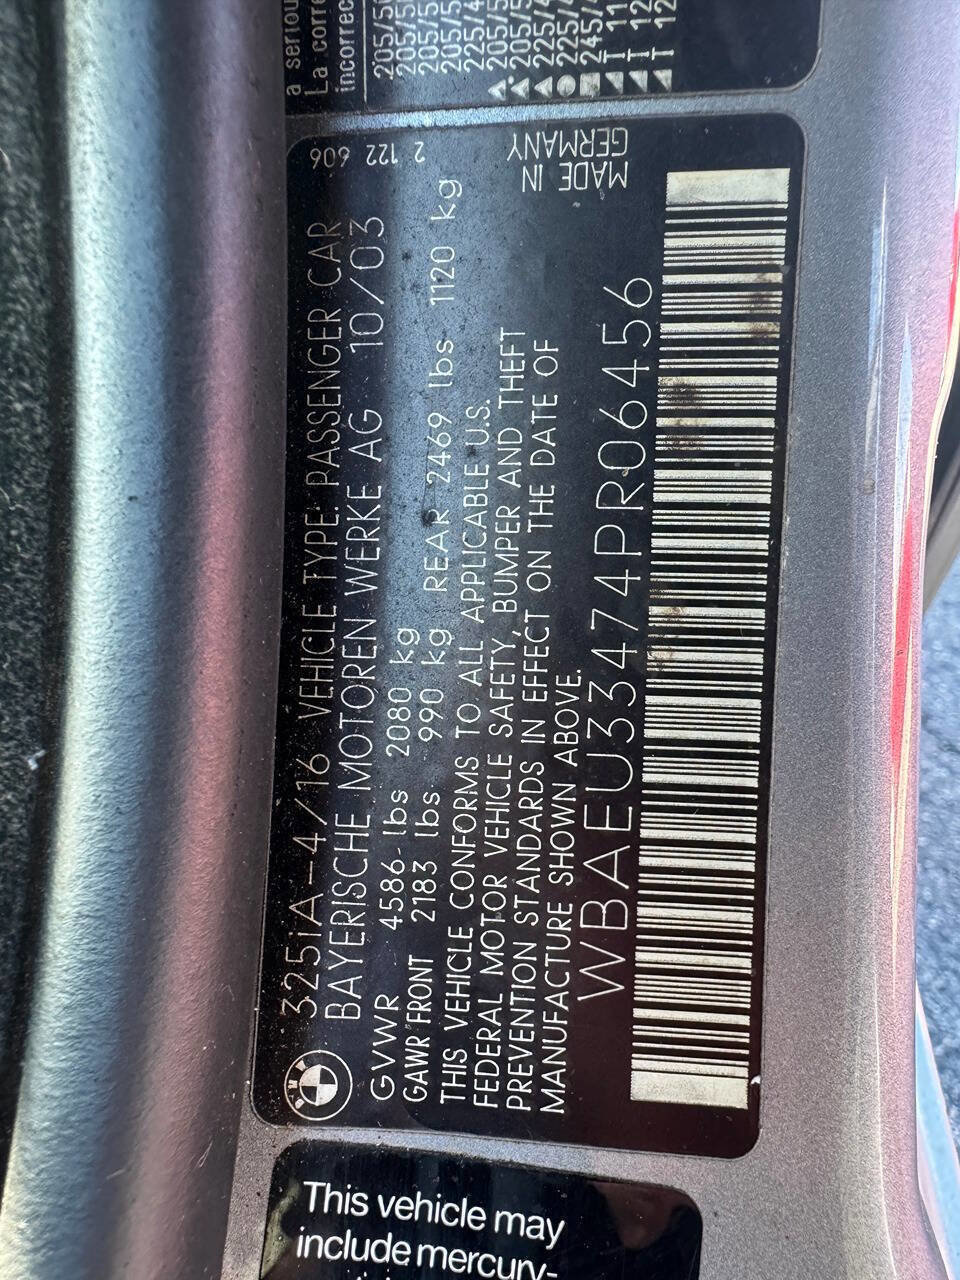 325iA-4/16 VEHICLE TYPE: PASSENGER CAR
BAYERISCHE MOTOREN WERKE AG 10/03
GVWR 4586 lbs 2080 kg
GAWR FRONT 2183 lbs 990 kg REAR 2469 lbs 1120 kg
THIS VEHICLE CONFORMS TO ALL APPLICABLE U.S.
FEDERAL MOTOR VEHICLE SAFETY, BUMPER AND THEFT
PREVENTION STANDARDS IN EFFECT ON THE DATE OF
MANUFACTURE SHOWN ABOVE.
WBAEU33474PR06456
2 122 606
MADE IN
GERMANY
a
La
This vehicle may
include mercury-